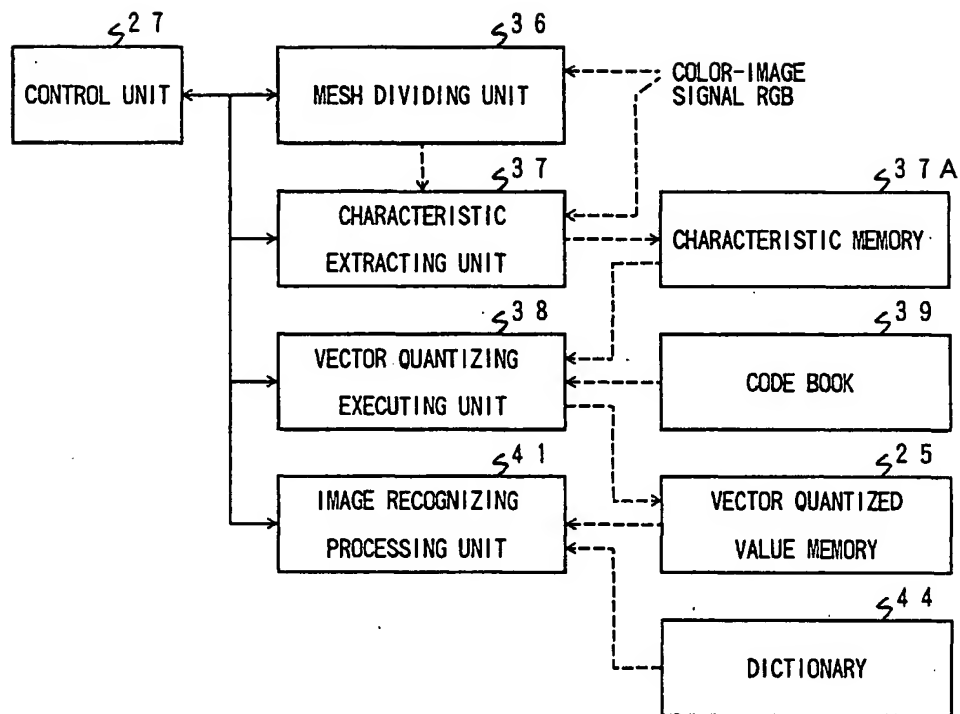 27
CONTROL UNIT
36
MESH DIVIDING UNIT
COLOR-IMAGE
SIGNAL RGB
37
CHARACTERISTIC
EXTRACTING UNIT
37A
CHARACTERISTIC MEMORY
38
VECTOR QUANTIZING
EXECUTING UNIT
39
CODE BOOK
41
IMAGE RECOGNIZING
PROCESSING UNIT
25
VECTOR QUANTIZED
VALUE MEMORY
44
DICTIONARY